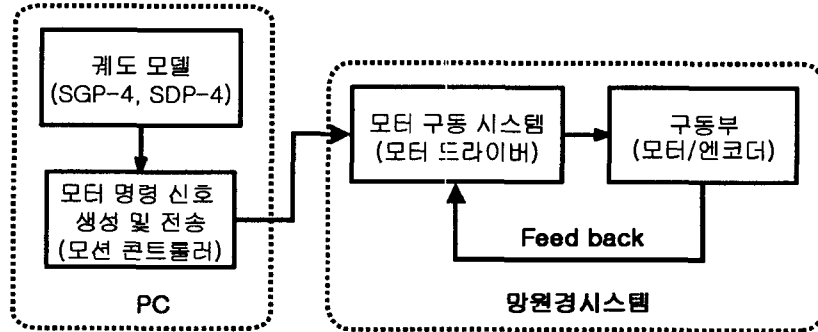 궤도 모델
(SGP-4, SDP-4)
모터 명령 신호
생성 및 전송
(모션 콘트롤러)
PC
모터 구동 시스템
(모터 드라이버)
구동부
(모터/엔코더)
Feed back
망원경시스템